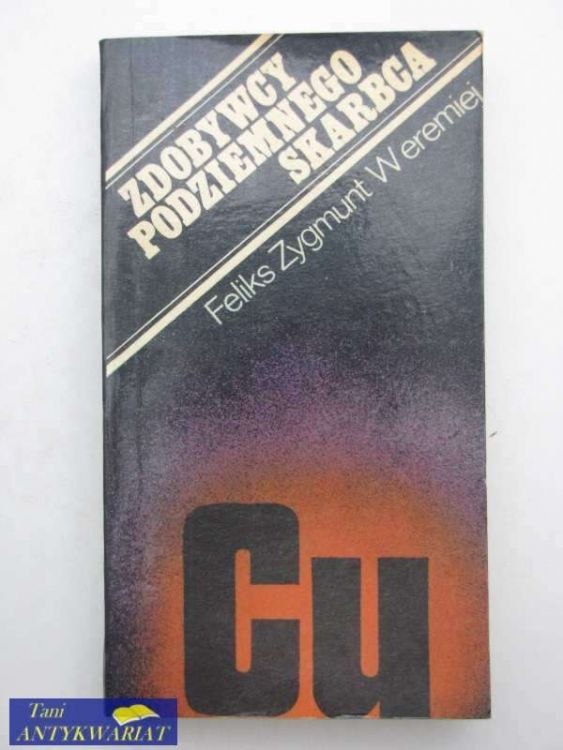 ZDOBYWCY
PODZIEMNEGO
SKARBCA
Feliks Zygmunt Weremiej
Cu
Tani
ANTYKWARIAT